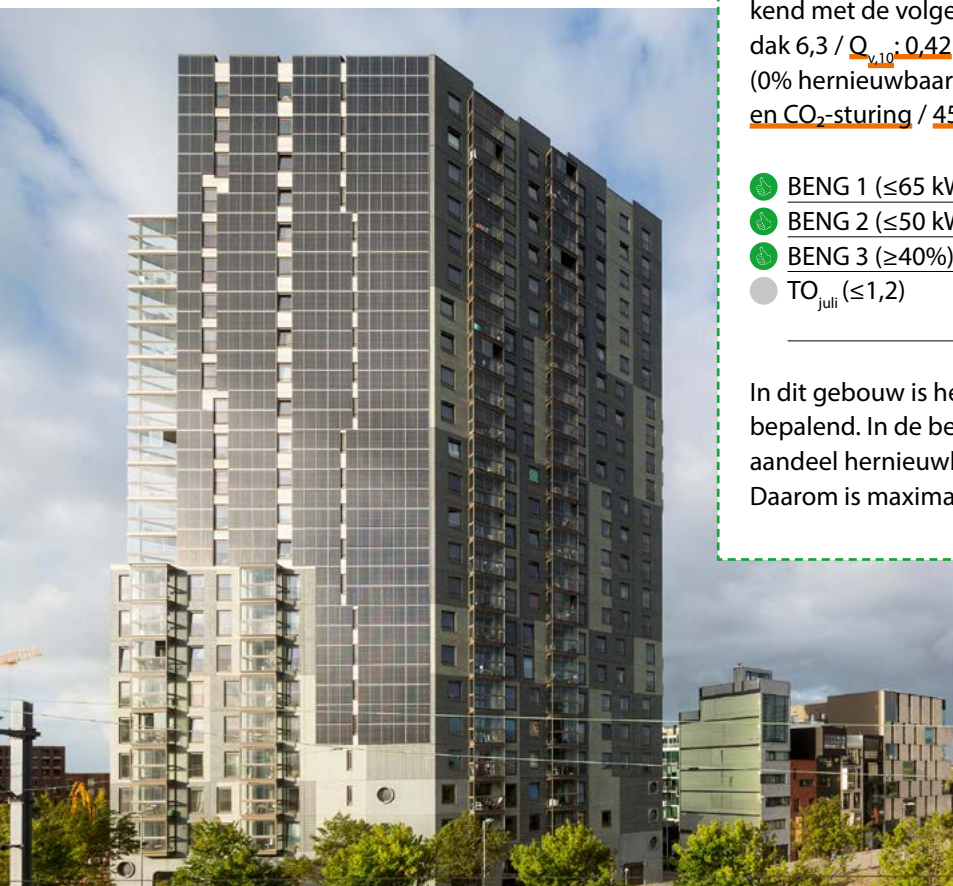 kend met de volge
dak 6,3 / Qv,10: 0,42
(0% hernieuwbaar
en CO₂-sturing / 45
BENG 1 (≤65 kW
BENG 2 (≤50 kW
BENG 3 (≥40%)
TOjuli (≤1,2)
In dit gebouw is he
bepalend. In de be
aandeel hernieuwb
Daarom is maxima